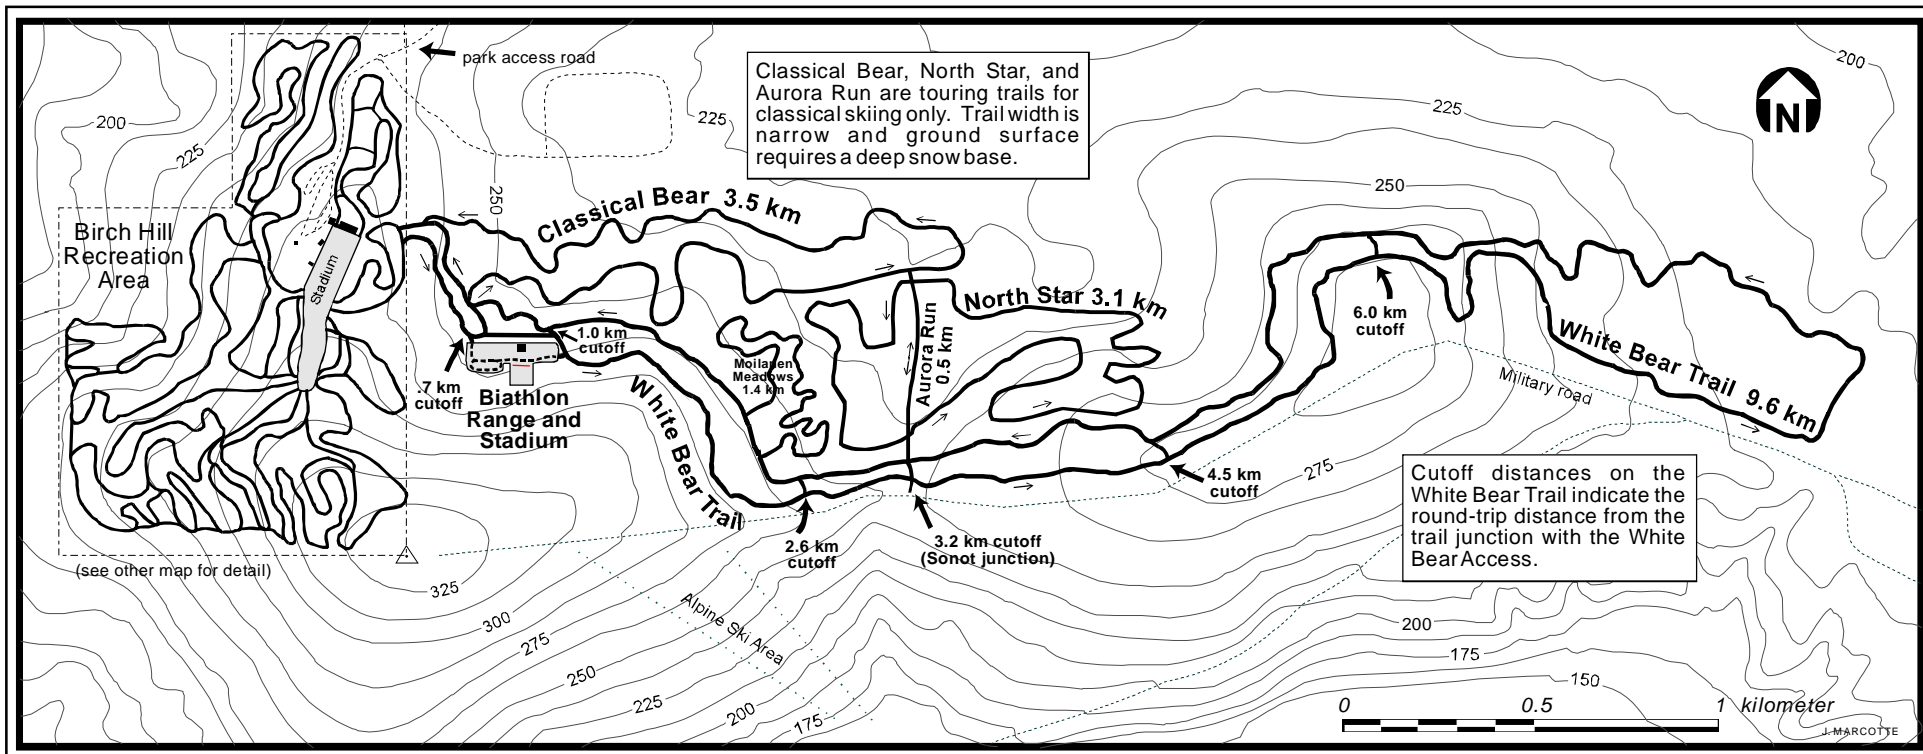 park access road
Classical Bear, North Star, and
Aurora Run are touring trails for
classical skiing only. Trail width is
narrow and ground surface
requires a deep snow base.
N
200
225
200
225
225
250
250
Birch Hill
Recreation
Area
Stadium
Classical Bear 3.5 km
North Star 3.1 km
Aurora Run
0.5 km
6.0 km
cutoff
1.0 km
cutoff
.7 km
cutoff
Biathlon
Range and
Stadium
Moilanen
Meadows
1.4 km
White Bear Trail
White Bear Trail 9.6 km
Military road
4.5 km
cutoff
275
Cutoff distances on the
White Bear Trail indicate the
round-trip distance from the
trail junction with the White
Bear Access.
2.6 km
cutoff
3.2 km cutoff
(Sonot junction)
(see other map for detail)
325
300
275
250
225
200
175
Alpine Ski Area
200
175
150
0 0.5 1 kilometer
J. MARCOTTE